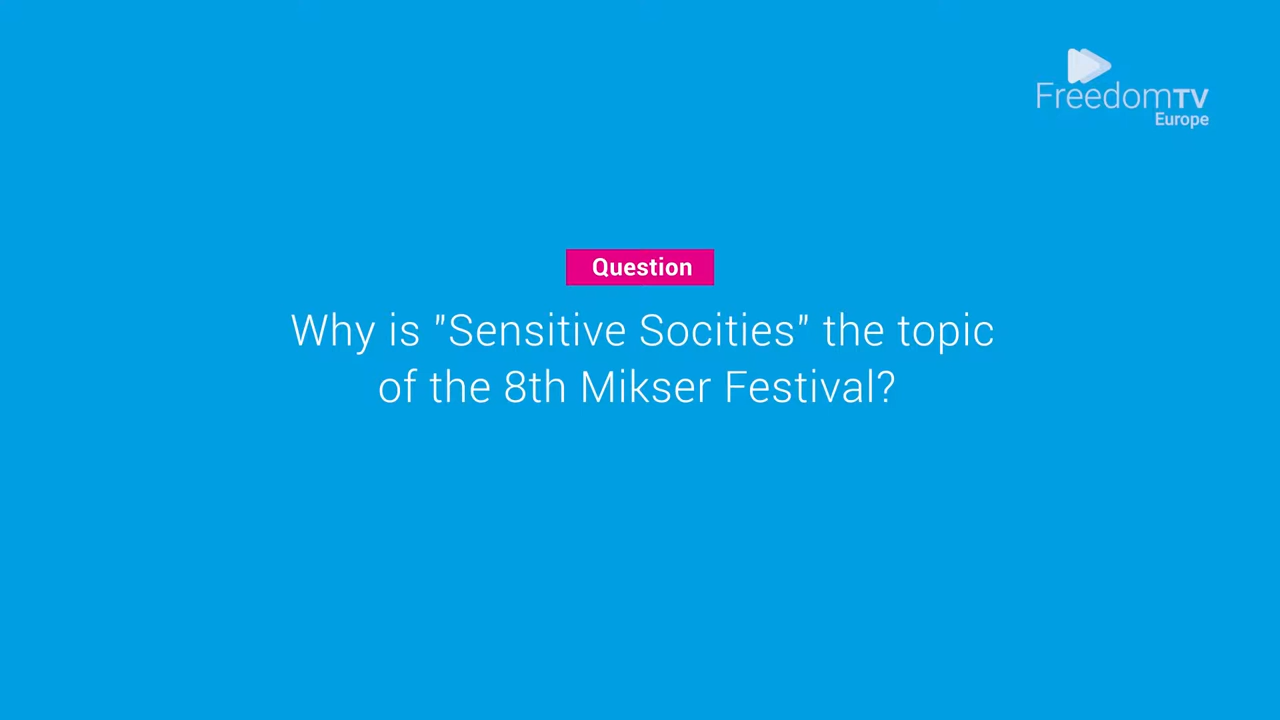 FreedomTV
Europe
Question
Why is "Sensitive Socities" the topic
of the 8th Mikser Festival?